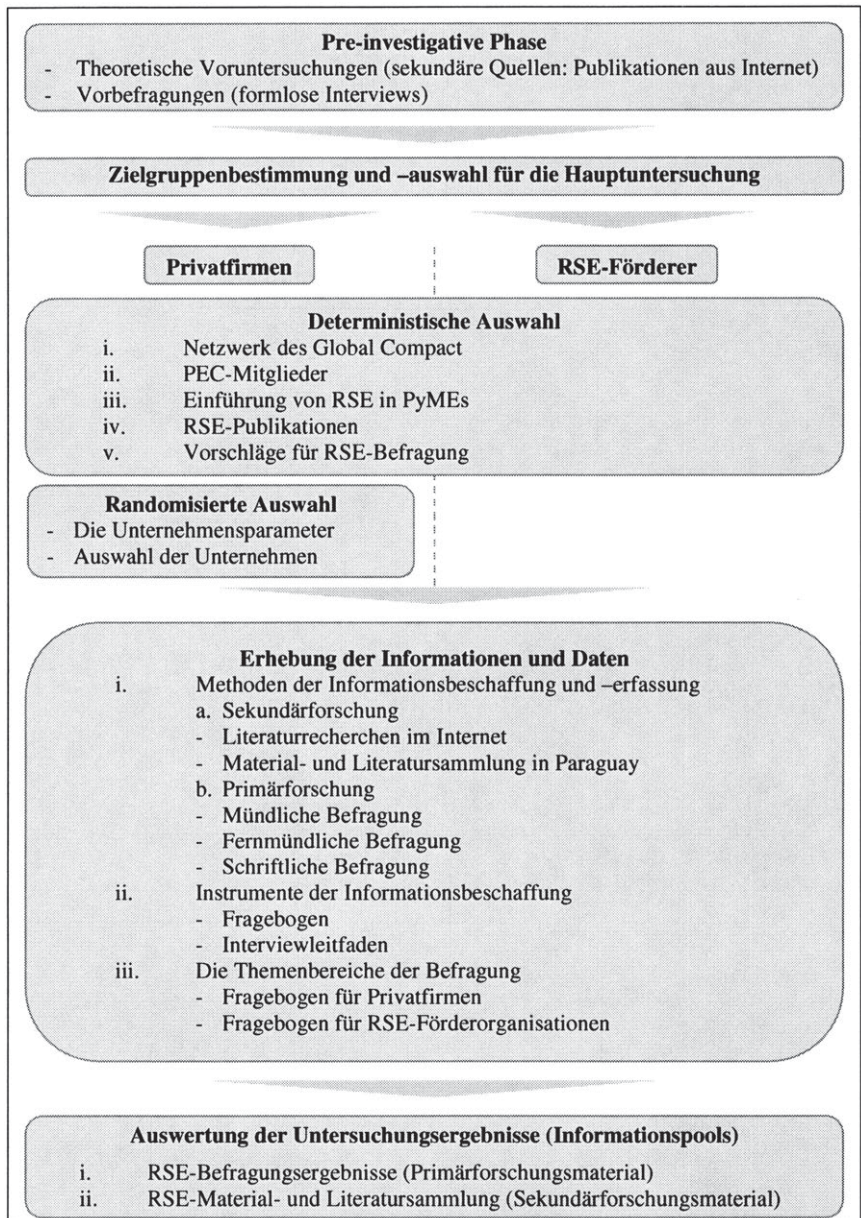 Pre-investigative Phase
- Theoretische Voruntersuchungen (sekundäre Quellen: Publikationen aus Internet)
- Vorbefragungen (formlose Interviews)
Zielgruppenbestimmung und –auswahl für die Hauptuntersuchung
Privatfirmen
RSE-Förderer
Deterministische Auswahl
i. Netzwerk des Global Compact
ii. PEC-Mitglieder
iii. Einführung von RSE in PyMEs
iv. RSE-Publikationen
v. Vorschläge für RSE-Befragung
Randomisierte Auswahl
- Die Unternehmensparameter
- Auswahl der Unternehmen
Erhebung der Informationen und Daten
i. Methoden der Informationsbeschaffung und –erfassung
a. Sekundärforschung
- Literaturrecherchen im Internet
- Material- und Literatursammlung in Paraguay
b. Primärforschung
- Mündliche Befragung
- Fernmündliche Befragung
- Schriftliche Befragung
ii. Instrumente der Informationsbeschaffung
- Fragebogen
- Interviewleitfaden
iii. Die Themenbereiche der Befragung
- Fragebogen für Privatfirmen
- Fragebogen für RSE-Förderorganisationen
Auswertung der Untersuchungsergebnisse (Informationspools)
i. RSE-Befragungsergebnisse (Primärforschungsmaterial)
ii. RSE-Material- und Literatursammlung (Sekundärforschungsmaterial)